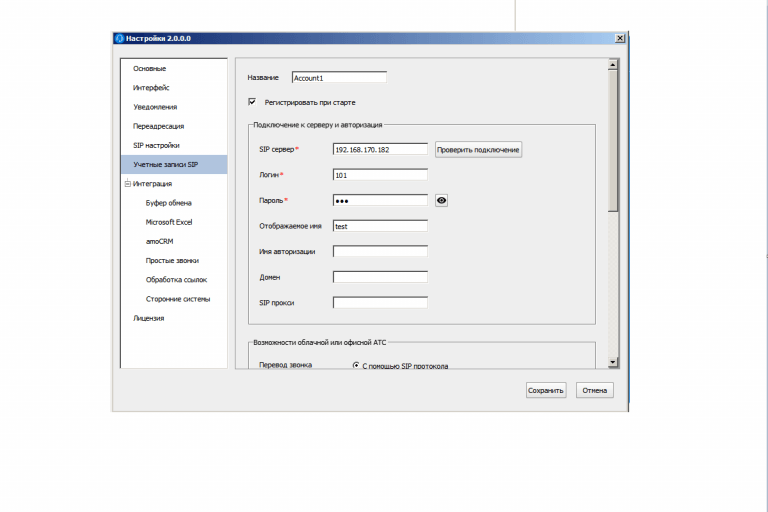 Настройки 2.0.0.0
Основные
Интерфейс
Уведомления
Переадресация
SIP настройки
Учетные записи SIP
Интеграция
Буфер обмена
Microsoft Excel
amoCRM
Простые звонки
Обработка ссылок
Сторонние системы
Лицензия
Название Account1
Регистрировать при старте
Подключение к серверу и авторизация
SIP сервер* 192.168.170.182 Проверить подключение
Логин* 101
Пароль* ●●●
Отображаемое имя test
Имя авторизации
Домен
SIP прокси
Возможности облачной или офисной АТС
Перевод звонка С помощью SIP протокола
Сохранить Отмена